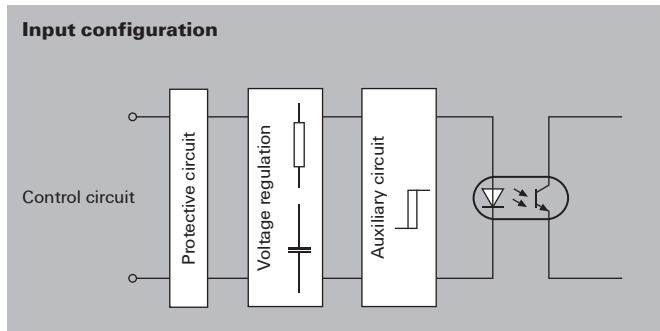 Input configuration
Control circuit
Protective circuit
Voltage regulation
Auxiliary circuit